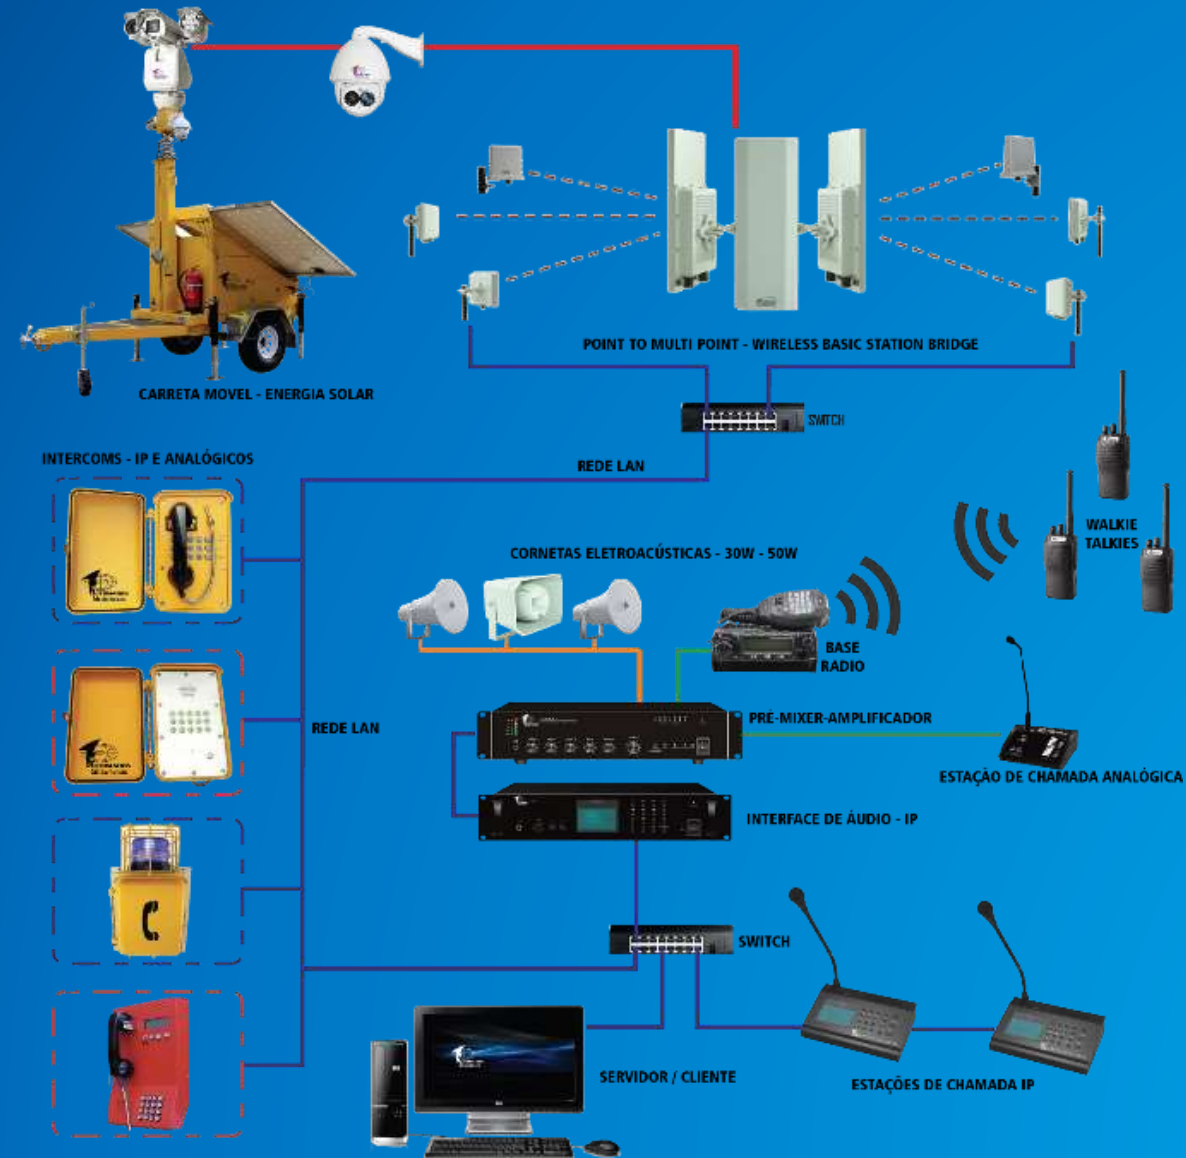 POINT TO MULTI POINT - WIRELESS BASIC STATION BRIDGE
CARRETA MOVEL - ENERGIA SOLAR
SWITCH
INTERCOMS - IP E ANALÓGICOS
REDE LAN
WALKIE
TALKIES
CORNETAS ELETROACÚSTICAS - 30W - 50W
BASE
RADIO
REDE LAN
PRÉ-MIXER-AMPLIFICADOR
ESTAÇÃO DE CHAMADA ANALÓGICA
INTERFACE DE ÁUDIO - IP
SWITCH
SERVIDOR / CLIENTE
ESTAÇÕES DE CHAMADA IP